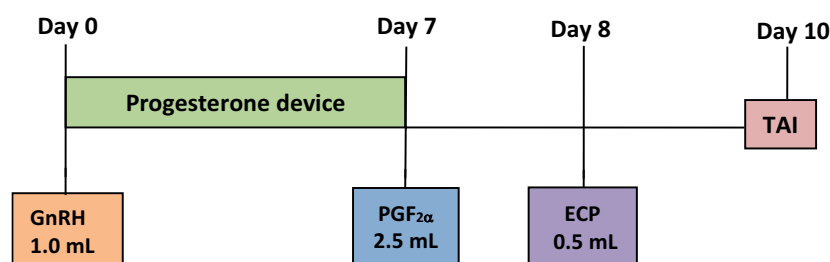 Day 0
Day 7
Day 8
Day 10
Progesterone device
TAI
GnRH
1.0 mL
PGF₂α
2.5 mL
ECP
0.5 mL